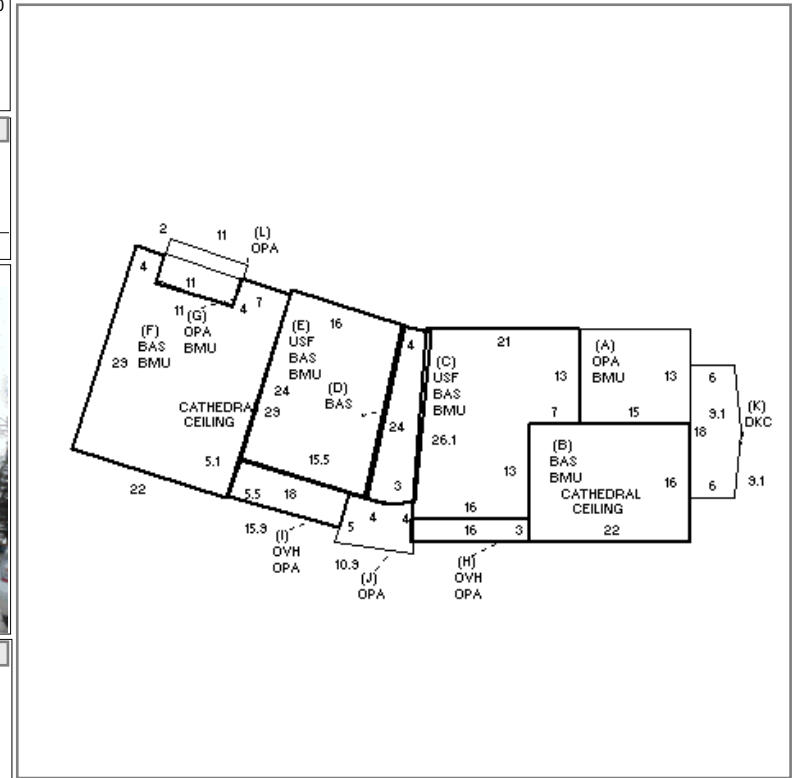 2
11
(L)
OPA
4
11
11
4
7
(G)
OPA
BMU
(F)
BAS
BMU
29
CATHEDRA
CEILING
5.1
22
16
(E)
USF
BAS
BMU
(D)
BAS
24
29
15.5
5.5
18
15.9
(I)
OVH
OPA
4
24
3
5
4
4
10.9
(J)
OPA
21
(C)
USF
BAS
BMU
26.1
13
7
13
16
16
3
(H)
OVH
OPA
(A)
OPA
BMU
13
15
(B)
BAS
BMU
CATHEDRAL
CEILING
16
22
6
9.1
18
6
9.1
(K)
DKC